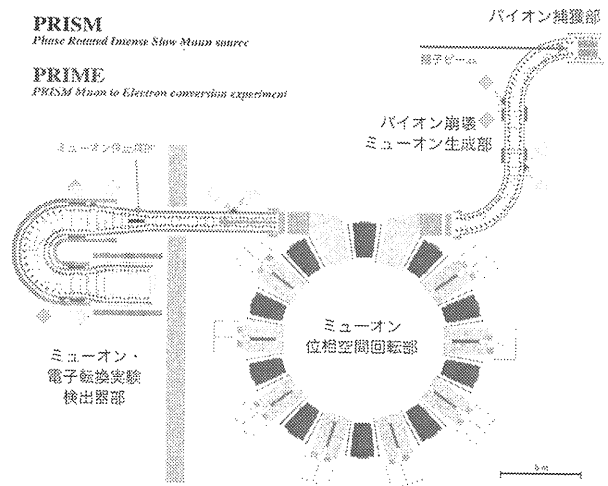 PRISM
Phase Rotated Intense Slow Muon source
PRIME
PRISM Muon to Electron conversion experiment
パイオン捕獲部
陽子ビーム
パイオン崩壊
ミューオン生成部
ミューオン
位相空間回転部
ミューオン・
電子転換実験
検出器部
5 m